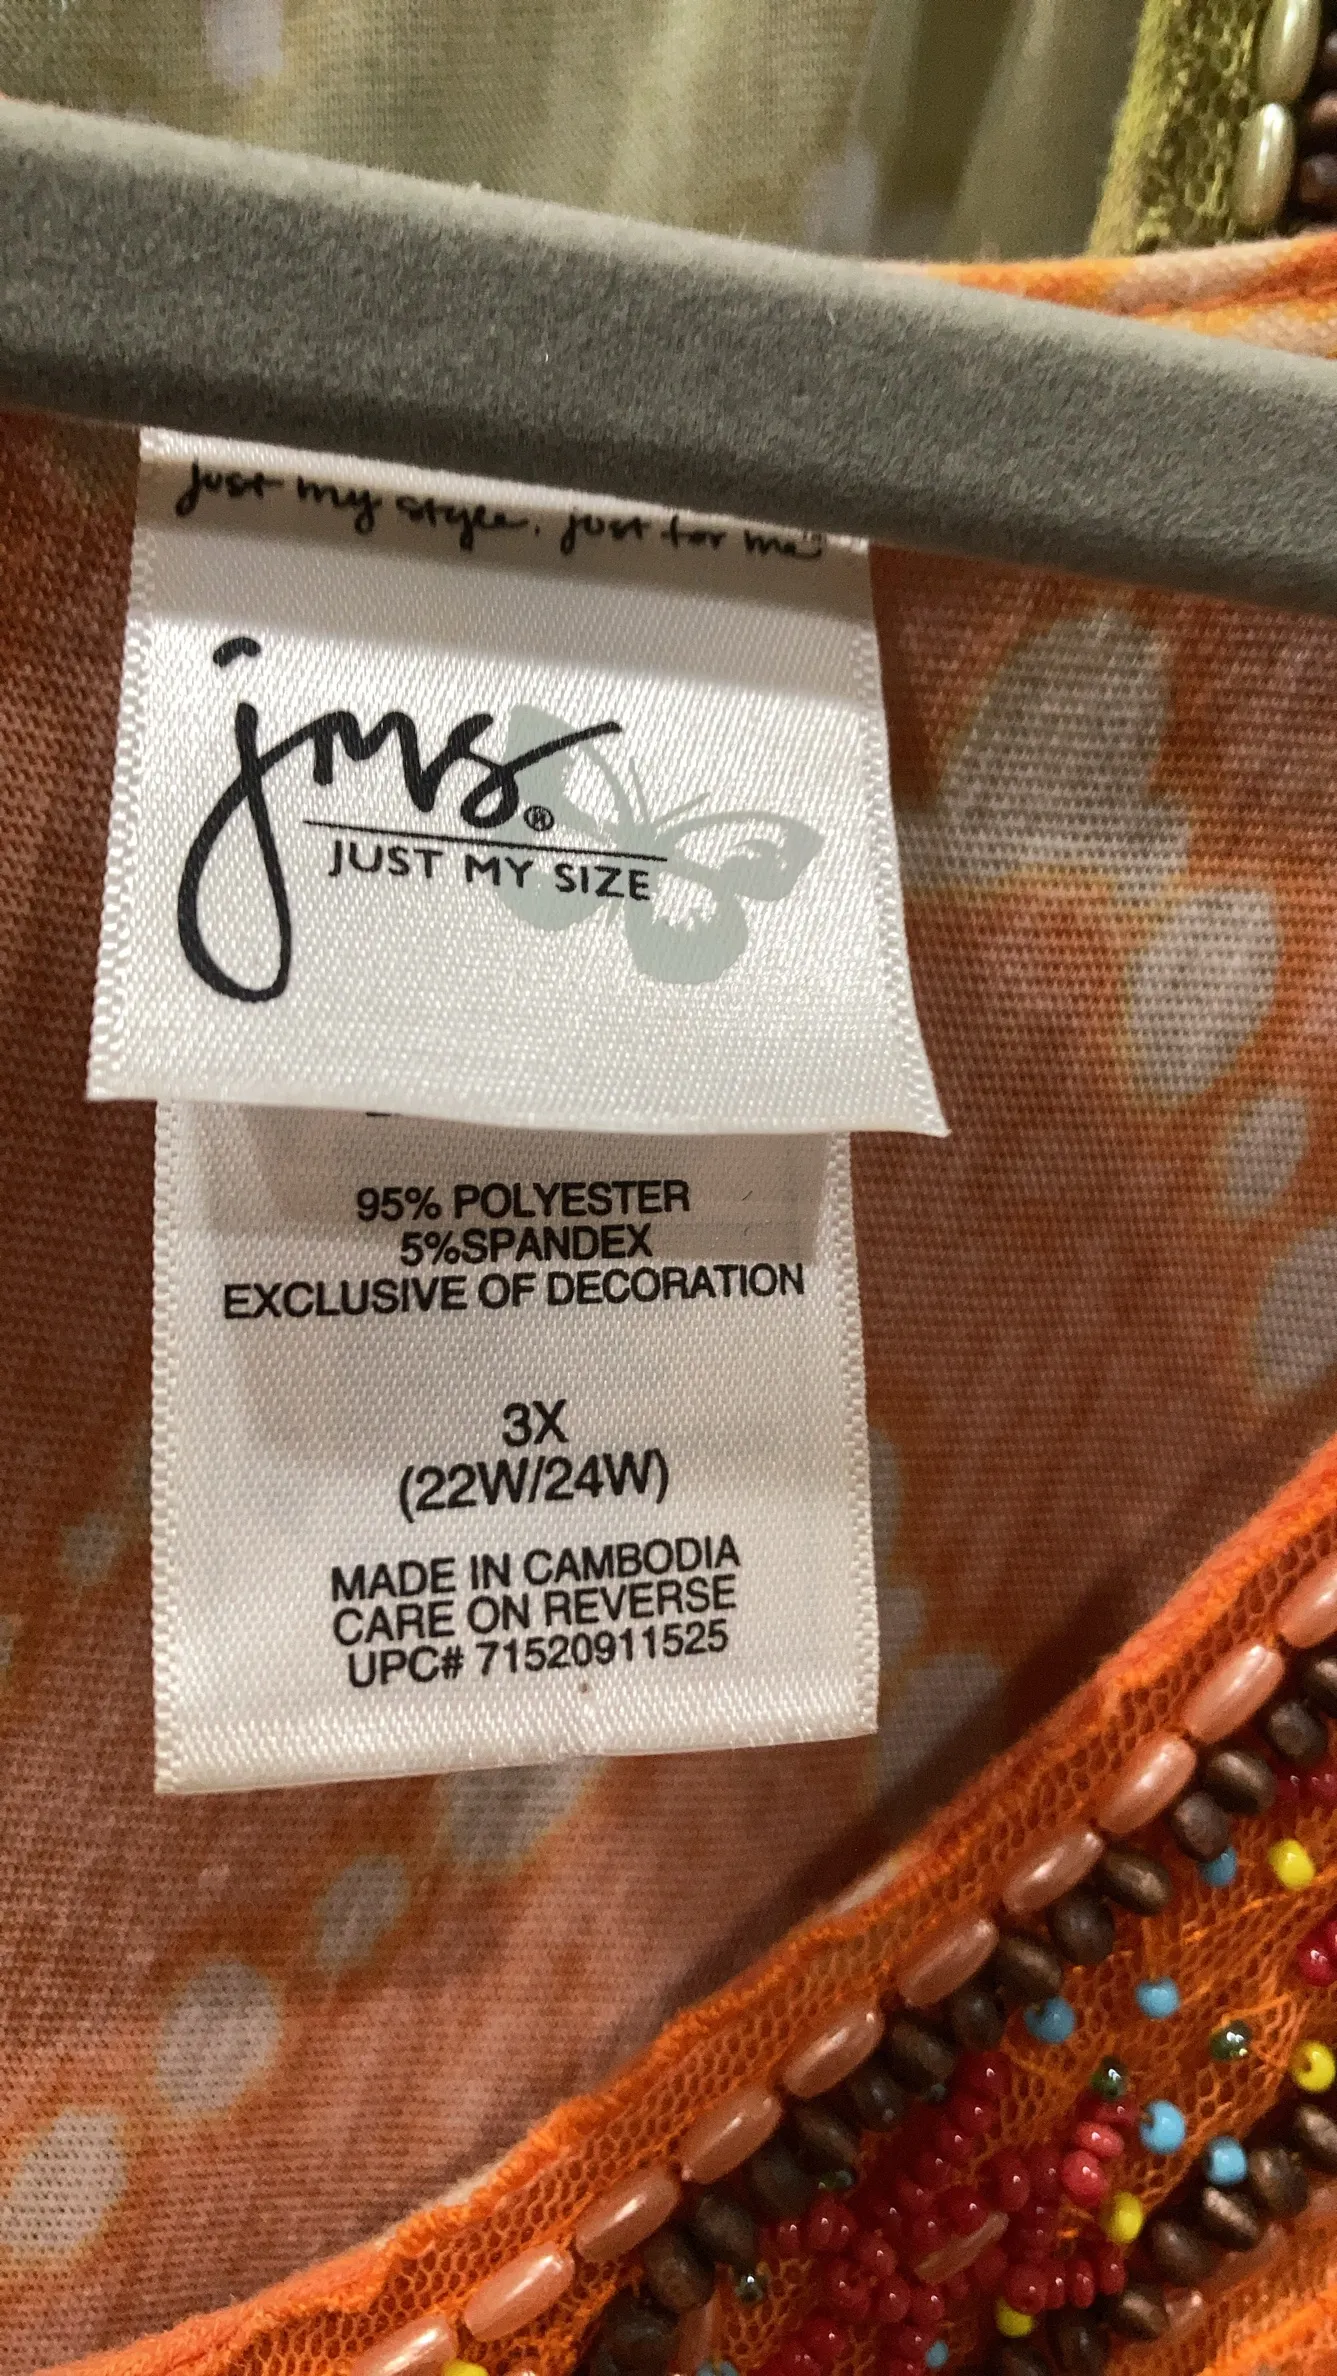 just my style. just for me
jms®
JUST MY SIZE
95% POLYESTER
5%SPANDEX
EXCLUSIVE OF DECORATION
3X
(22W/24W)
MADE IN CAMBODIA
CARE ON REVERSE
UPC# 71520911525